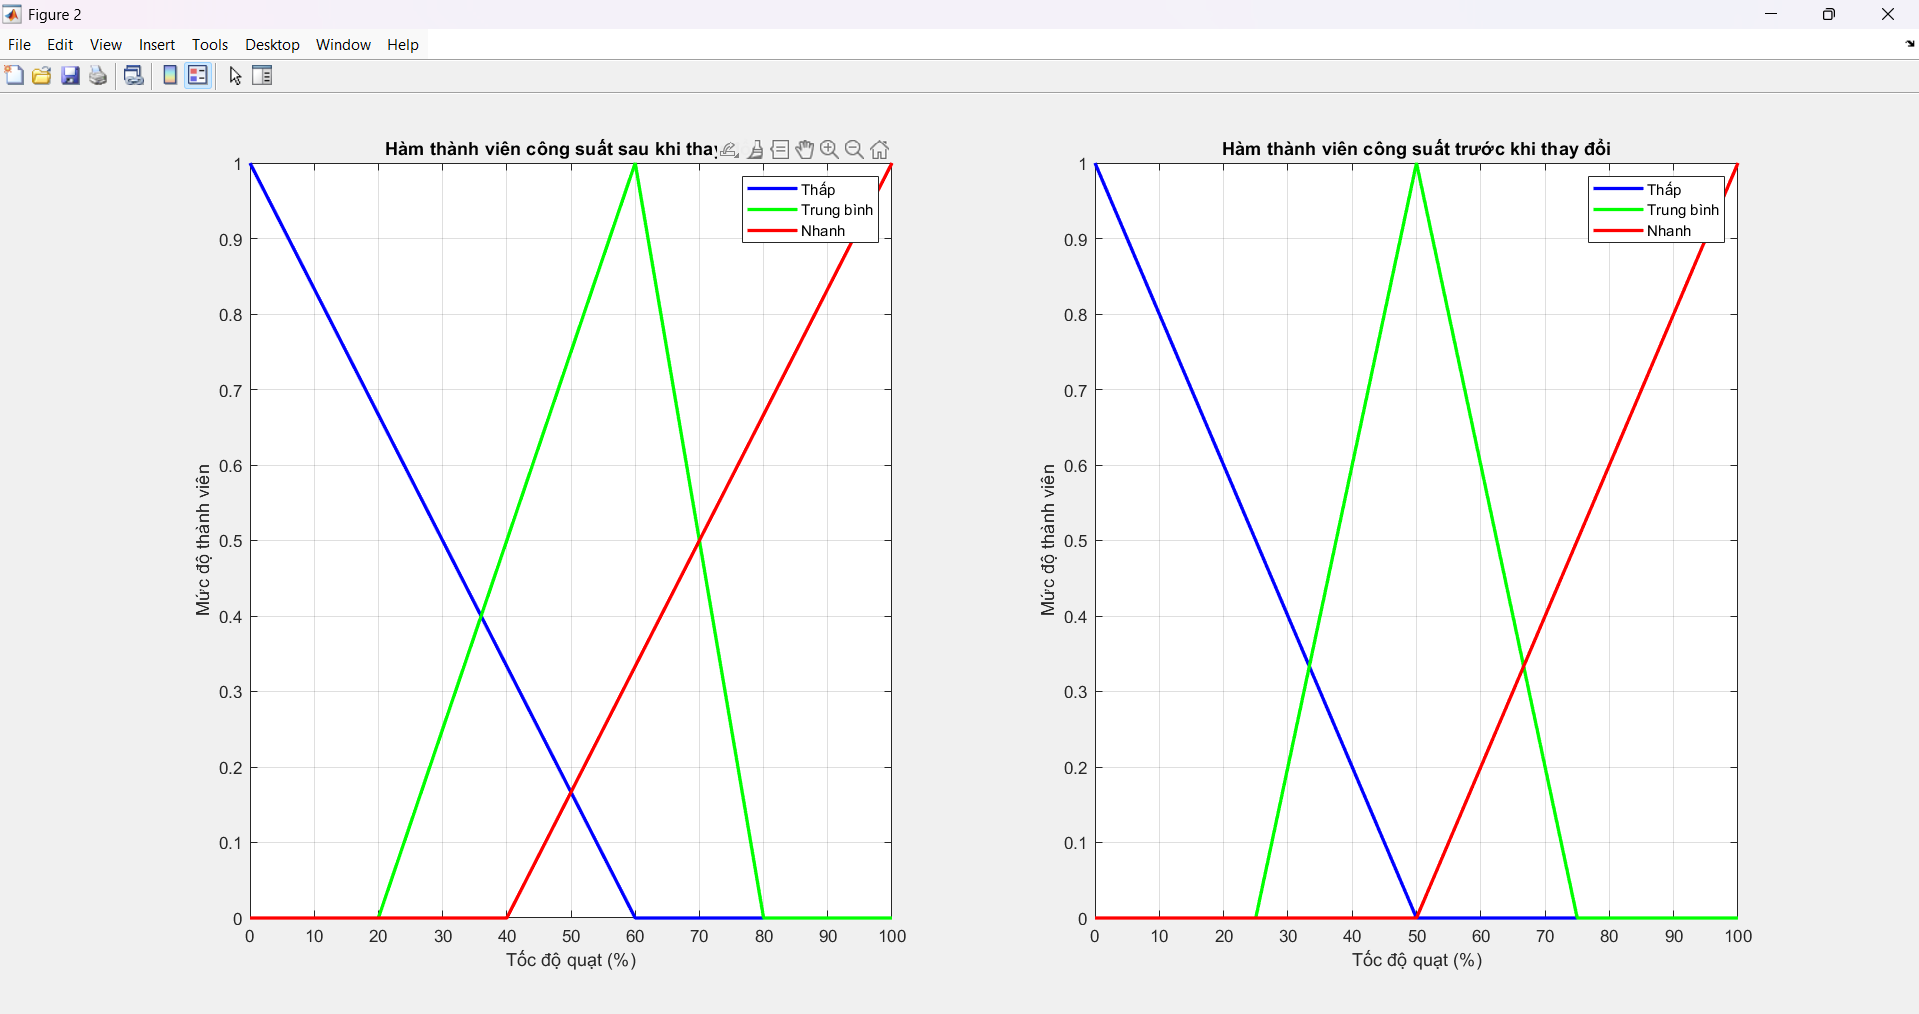 Figure 2
File Edit View Insert Tools Desktop Window Help
Hàm thành viên công suất sau khi thay
1
0.9
0.8
0.7
0.6
0.5
0.4
0.3
0.2
0.1
0
Mức độ thành viên
Thấp
Trung bình
Nhanh
0 10 20 30 40 50 60 70 80 90 100
Tốc độ quạt (%)
Hàm thành viên công suất trước khi thay đổi
1
0.9
0.8
0.7
0.6
0.5
0.4
0.3
0.2
0.1
0
Mức độ thành viên
Thấp
Trung bình
Nhanh
0 10 20 30 40 50 60 70 80 90 100
Tốc độ quạt (%)